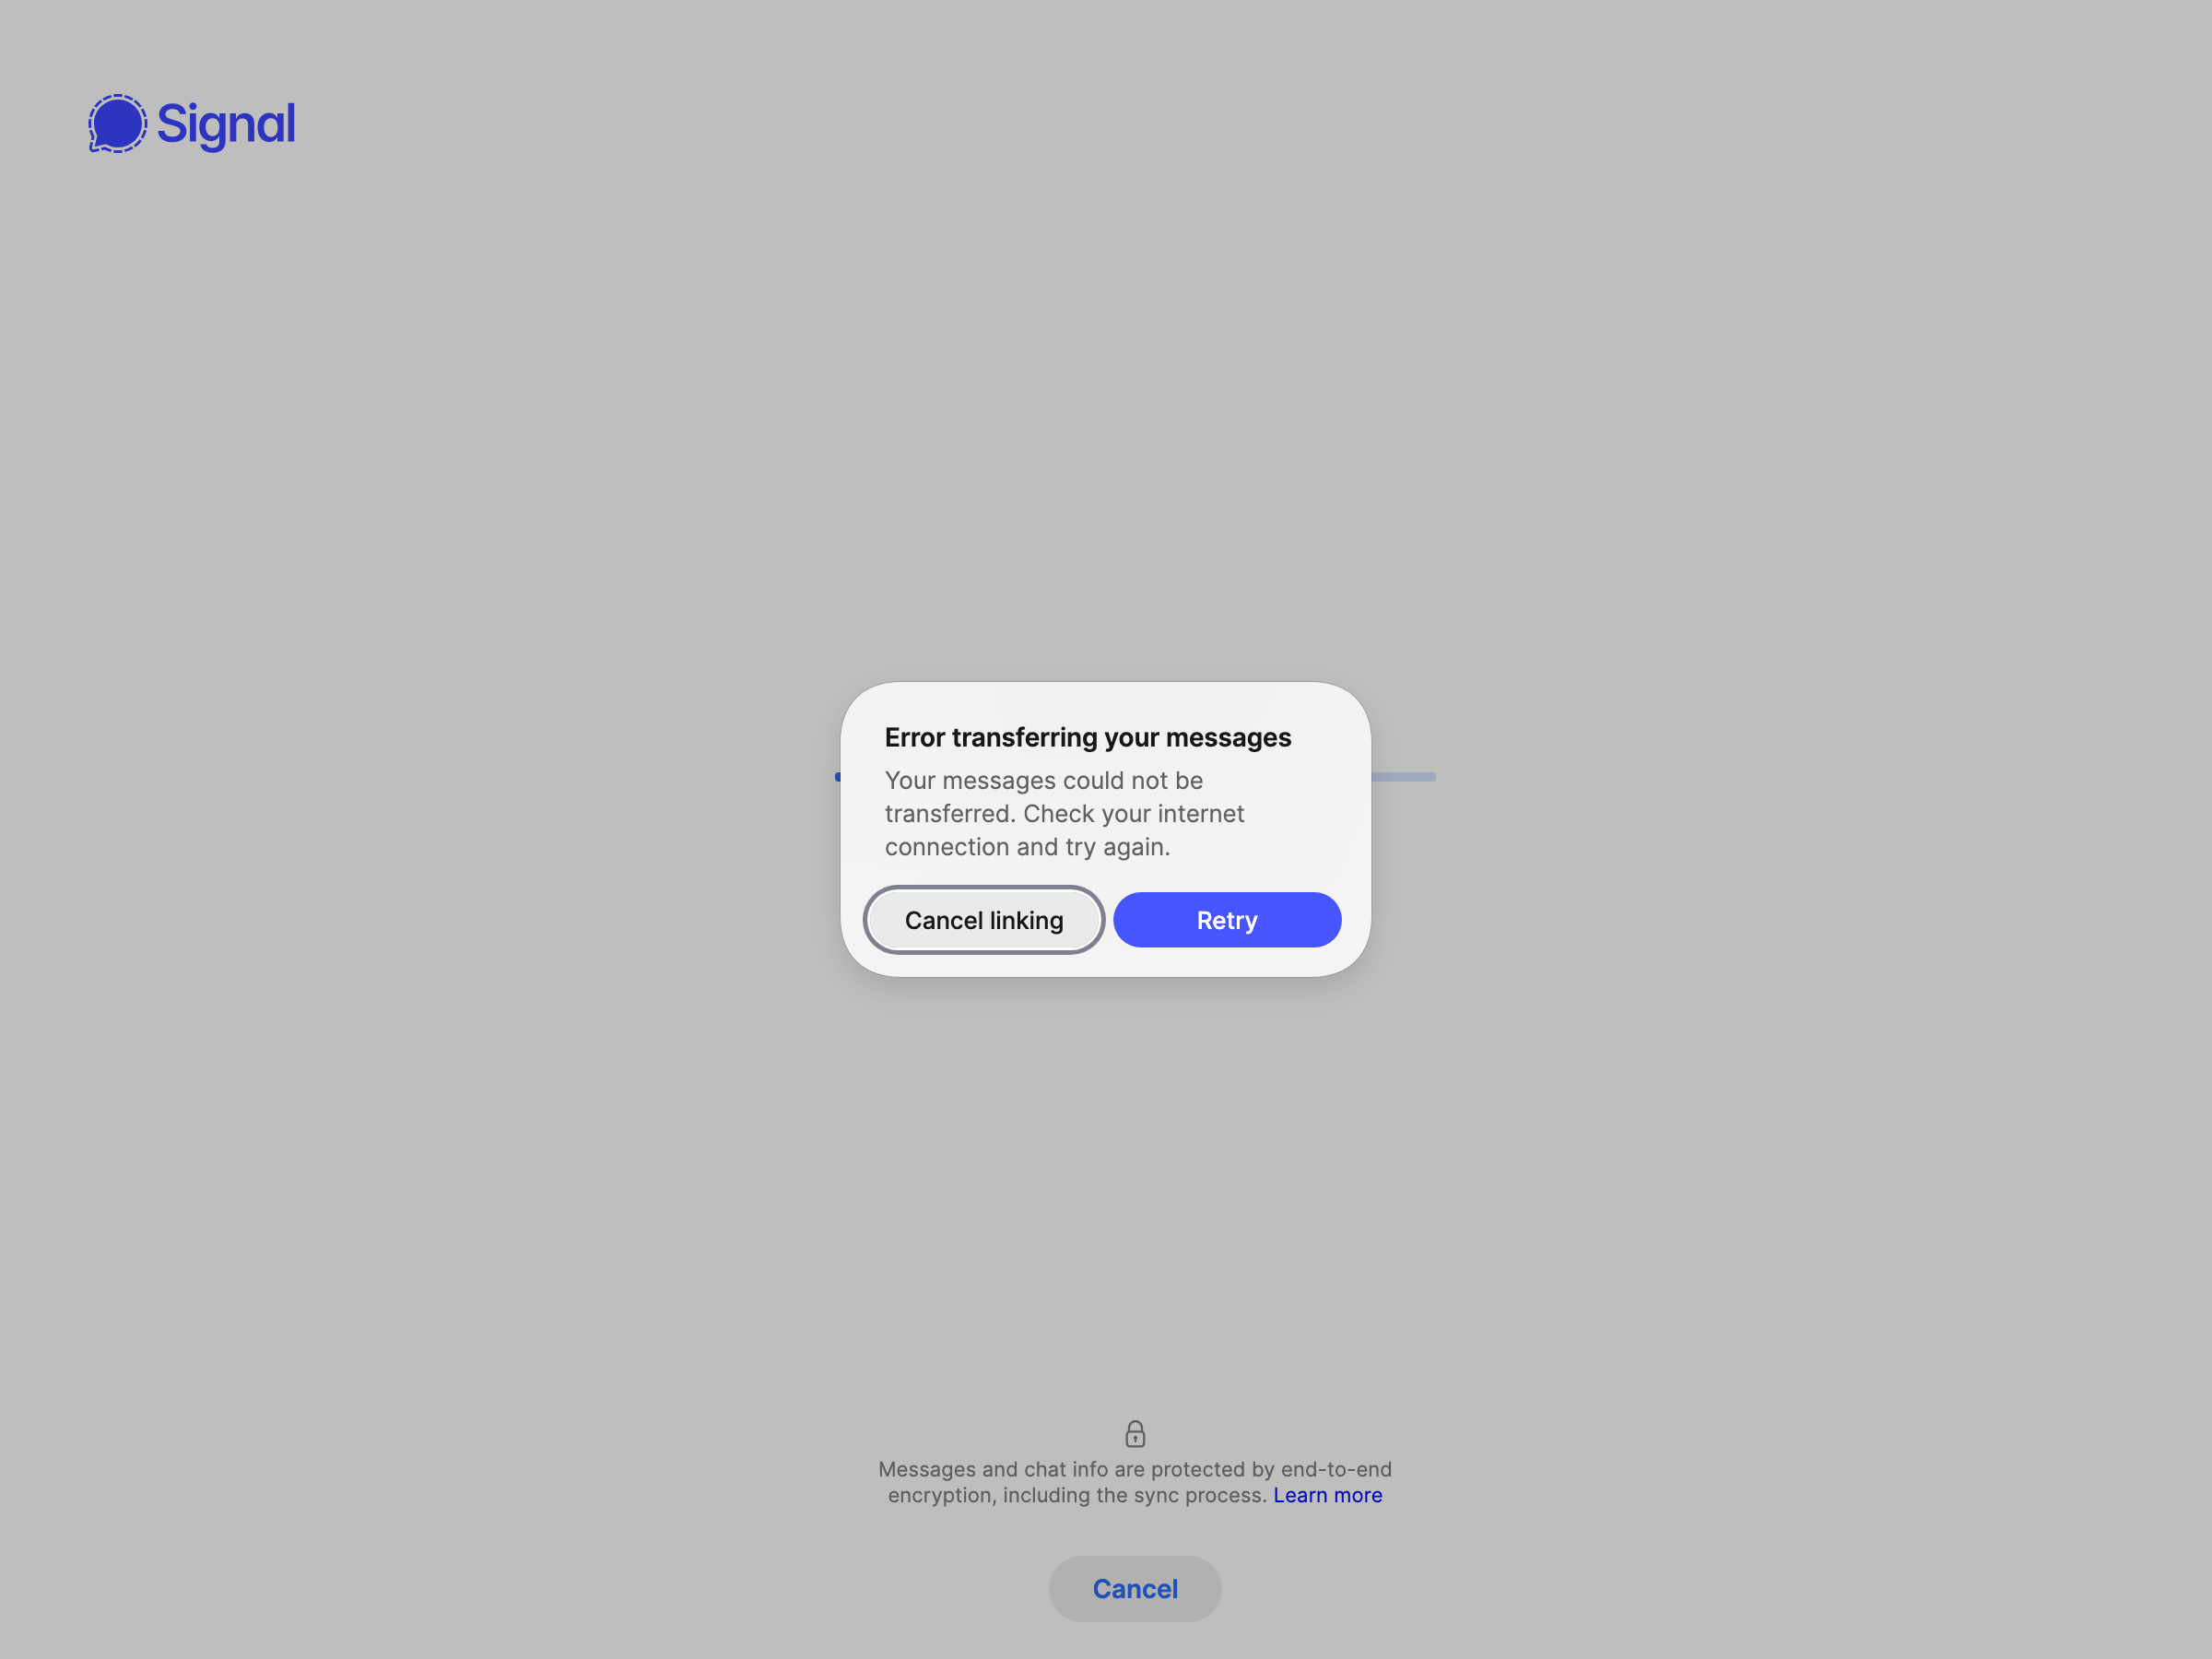 Signal
Error transferring your messages
Your messages could not be
transferred. Check your internet
connection and try again.
Cancel linking
Retry
Messages and chat info are protected by end-to-end
encryption, including the sync process. Learn more
Cancel